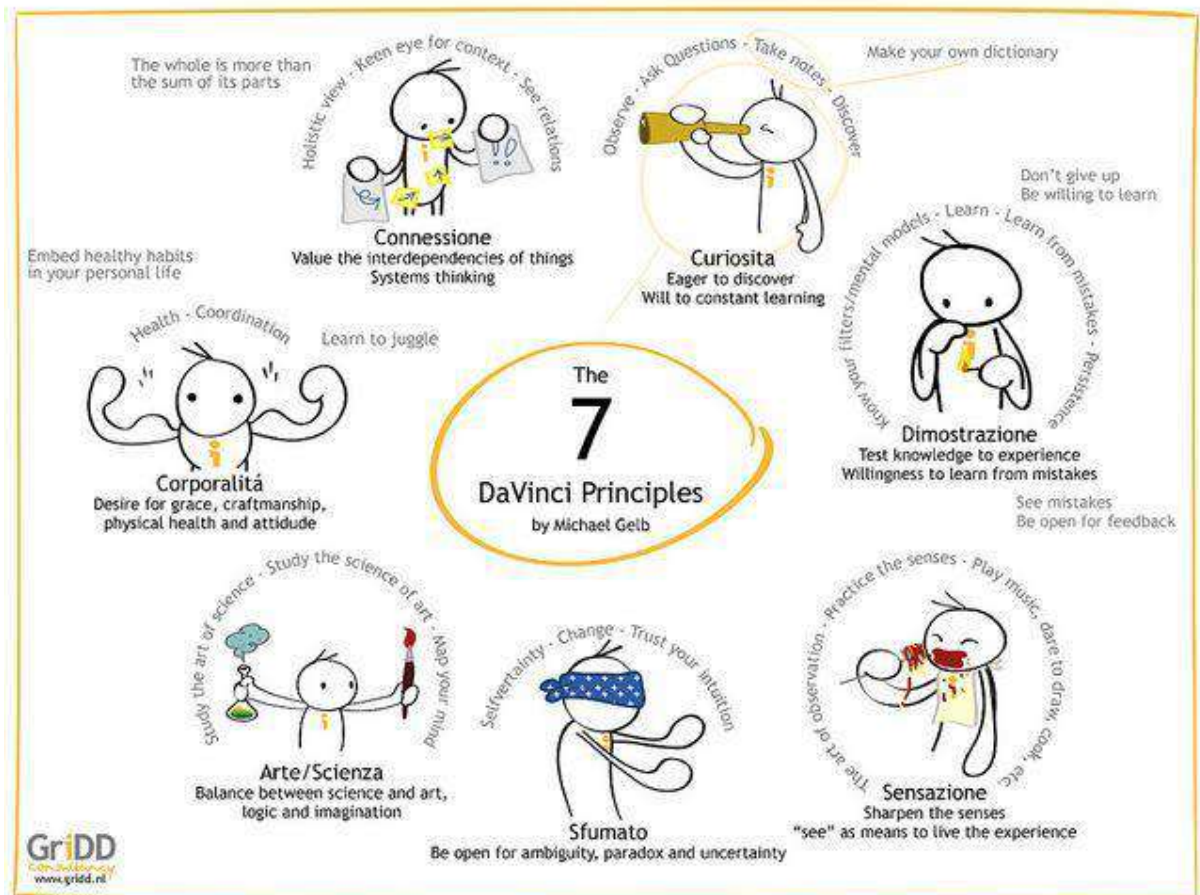 The
7
DaVinci Principles
by Michael Gelb
Observe - Ask Questions - Take notes - Discover
Make your own dictionary
Curiosita
Eager to discover
Will to constant learning
Don't give up
Be willing to learn
Know your filters/mental models - Learn - Learn from mistakes - Persistence
Dimostrazione
Test knowledge to experience
Willingness to learn from mistakes
See mistakes
Be open for feedback
The art of observation - Practice the senses - Play music, dare to draw, cook, etc.
Sensazione
Sharpen the senses
"see" as means to live the experience
Selfvertainty - Change - Trust your intuition
Sfumato
Be open for ambiguity, paradox and uncertainty
Study the art of science - Study the science of art - Map your mind
Arte/Scienza
Balance between science and art,
logic and imagination
Embed healthy habits
in your personal life
Health - Coordination
Learn to juggle
Corporalitá
Desire for grace, craftmanship,
physical health and attidude
The whole is more than
the sum of its parts
Holistic view - Keen eye for context - See relations
Connessione
Value the interdependencies of things
Systems thinking
GriDD
consultancy
www.gridd.nl